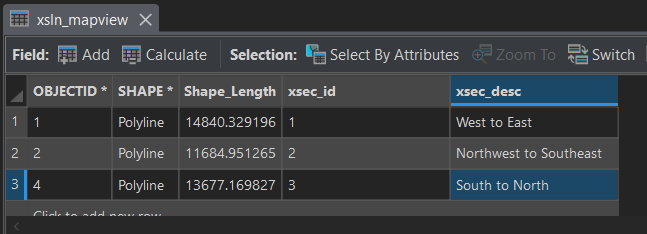 xsln_mapview
Field: Add Calculate Selection: Select By Attributes Zoom To Switch
OBJECTID * SHAPE * Shape_Length xsec_id xsec_desc
1 1 Polyline 14840.329196 1 West to East
2 2 Polyline 11684.951265 2 Northwest to Southeast
3 4 Polyline 13677.169827 3 South to North
Click to add new row.